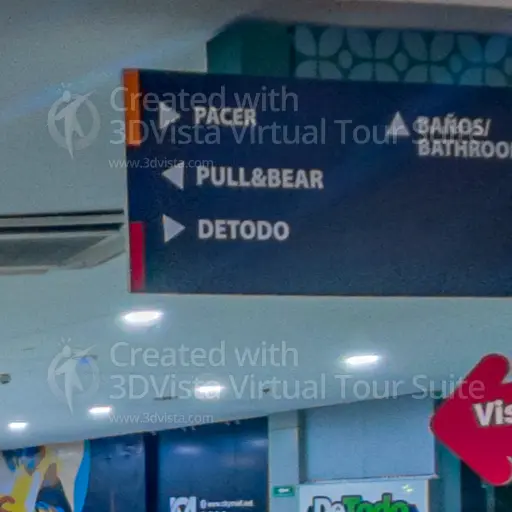 PACER
BAÑOS/
BATHROO
PULL&BEAR
DETODO
Created with
3DVista Virtual Tour Suite
www.3dvista.com
Created with
3DVista Virtual Tour Suite
www.3dvista.com
Vis
DeTodo